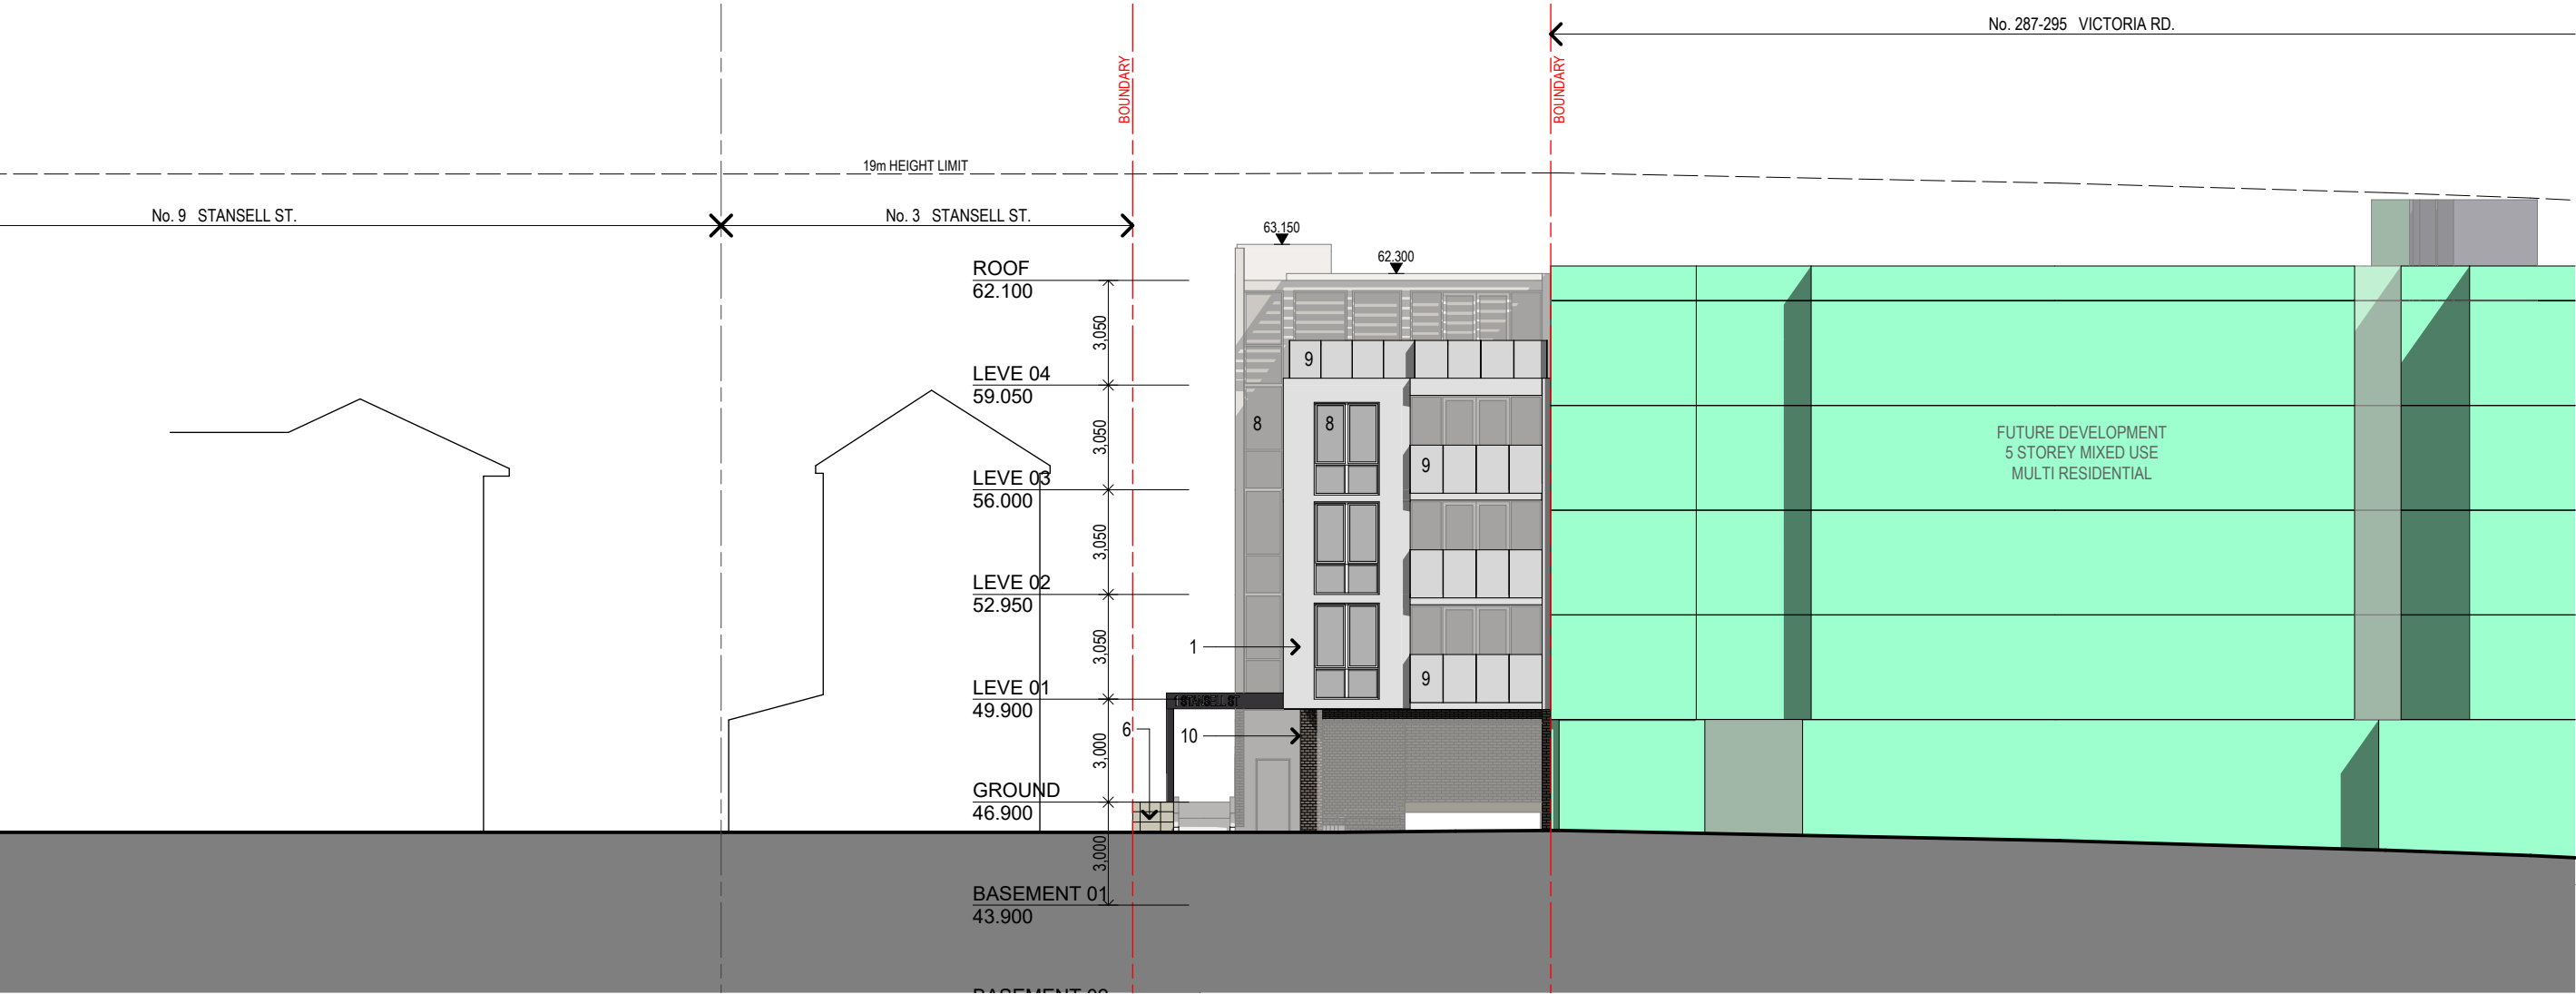 No. 287-295 VICTORIA RD.
BOUNDARY
BOUNDARY
19m HEIGHT LIMIT
No. 9 STANSELL ST.
No. 3 STANSELL ST.
63.150
62.300
ROOF
62.100
3,050
9
LEVE 04
59.050
8
8
3,050
9
FUTURE DEVELOPMENT
5 STOREY MIXED USE
MULTI RESIDENTIAL
LEVE 03
56.000
3,050
LEVE 02
52.950
3,050
1
9
LEVE 01
49.900
1 STANSELL ST
6
10
3,000
GROUND
46.900
3,000
BASEMENT 01
43.900